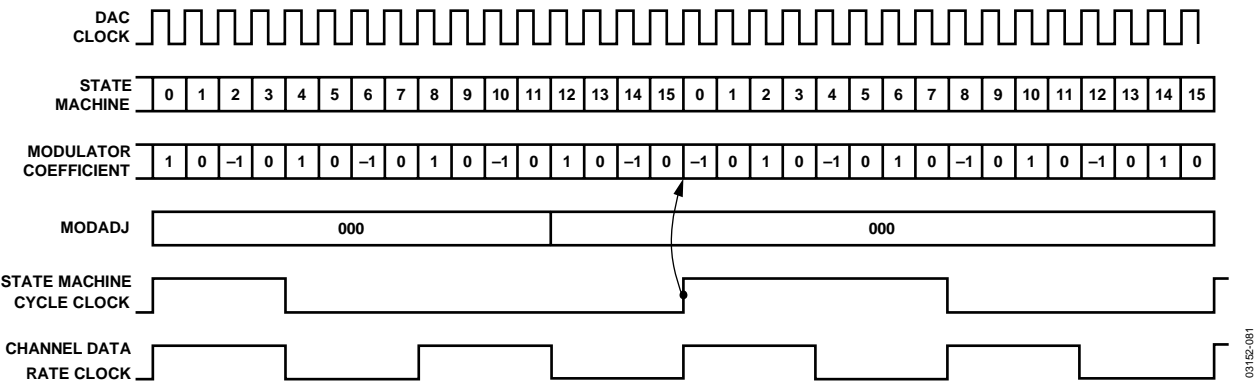 DAC
CLOCK
STATE
MACHINE
0 1 2 3 4 5 6 7 8 9 10 11 12 13 14 15 0 1 2 3 4 5 6 7 8 9 10 11 12 13 14 15
MODULATOR
COEFFICIENT
1 0 –1 0 1 0 –1 0 1 0 –1 0 1 0 –1 0 –1 0 1 0 –1 0 1 0 –1 0 1 0 –1 0 1 0
MODADJ
000 000
STATE MACHINE
CYCLE CLOCK
CHANNEL DATA
RATE CLOCK
03152-081